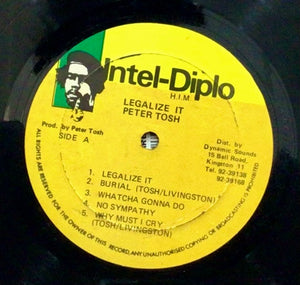 Intel-Diplo
H.I.M.
LEGALIZE IT
PETER TOSH
Prod. by Peter Tosh
SIDE A
Dist. by
Dynamic Sounds
15 Bell Road,
Kingston 11
Tel. 92-39138
92-39168
1 LEGALIZE IT
2. BURIAL (TOSH/LIVINGSTON)
3 WHATCHA GONNA DO
4 NO SYMPATHY
5 WHY MUST I CRY
(TOSH/LIVINGSTON)
ALL RIGHTS ARE RESERVED FOR THE OWNER OF THIS RECORD, ANY UNAUTHORISED COPYING OR BROADCASTING IS PROHIBITED